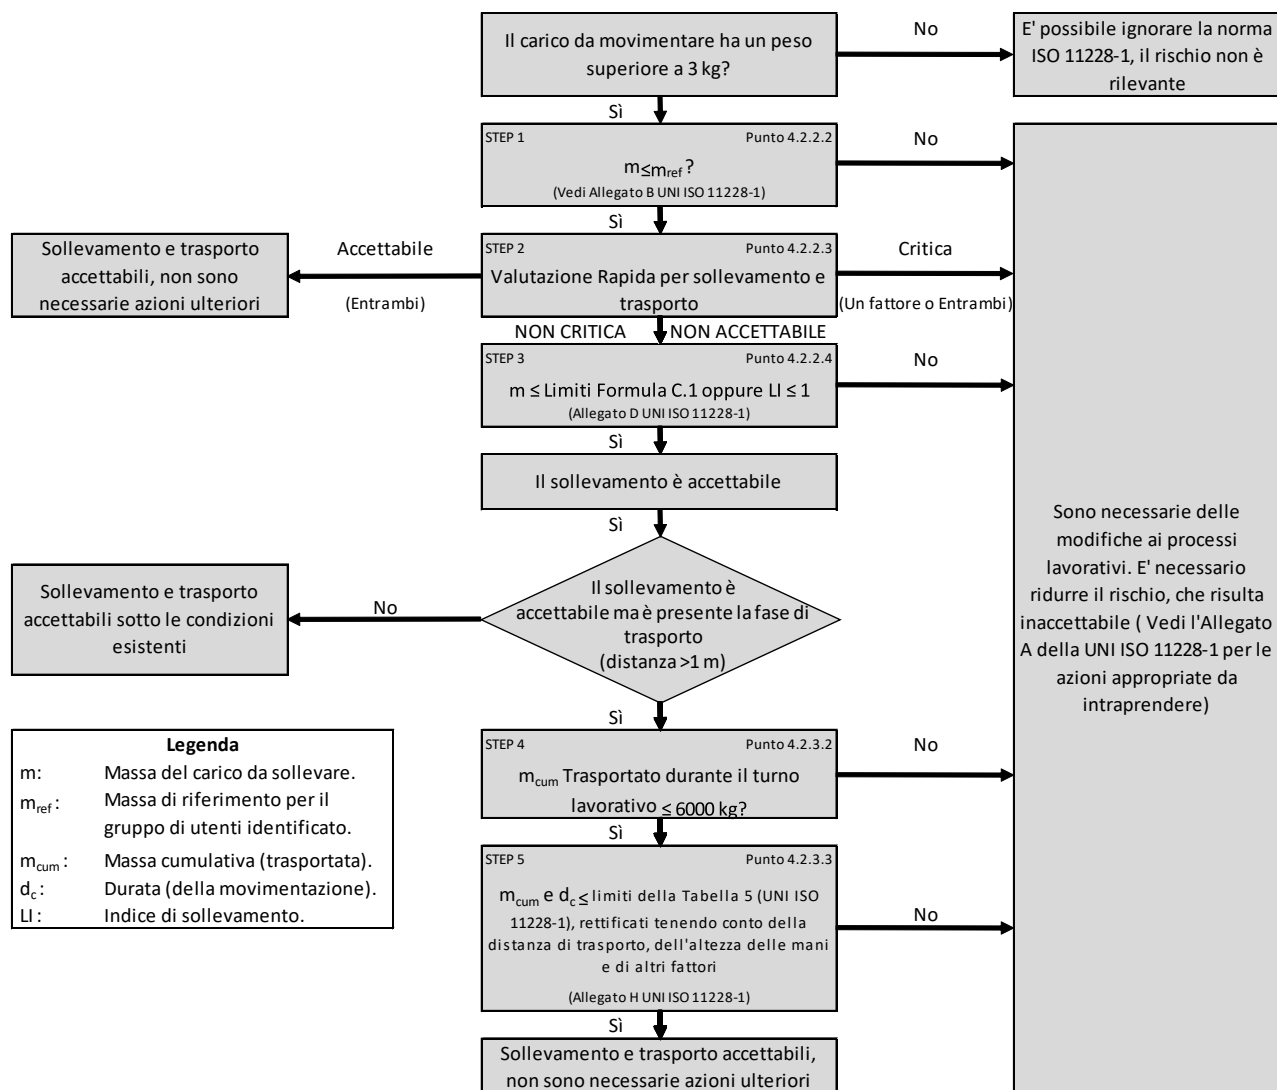 Il carico da movimentare ha un peso
superiore a 3 kg?
No
E' possibile ignorare la norma
ISO 11228-1, il rischio non è
rilevante
Sì
STEP 1 Punto 4.2.2.2
m≤mref ?
(Vedi Allegato B UNI ISO 11228-1)
No
Sì
Sollevamento e trasporto
accettabili, non sono
necessarie azioni ulteriori
Accettabile
(Entrambi)
STEP 2 Punto 4.2.2.3
Valutazione Rapida per sollevamento e
trasporto
Critica
(Un fattore o Entrambi)
NON CRITICA NON ACCETTABILE
STEP 3 Punto 4.2.2.4
m ≤ Limiti Formula C.1 oppure LI ≤ 1
(Allegato D UNI ISO 11228-1)
No
Sì
Il sollevamento è accettabile
Sì
Sollevamento e trasporto
accettabili sotto le condizioni
esistenti
No
Il sollevamento è
accettabile ma è presente la fase di
trasporto
(distanza >1 m)
Sono necessarie delle
modifiche ai processi
lavorativi. E' necessario
ridurre il rischio, che risulta
inaccettabile ( Vedi l'Allegato
A della UNI ISO 11228-1 per le
azioni appropriate da
intraprendere)
Sì
STEP 4 Punto 4.2.3.2
mcum Trasportato durante il turno
lavorativo ≤ 6000 kg?
No
Sì
STEP 5 Punto 4.2.3.3
mcum e dc ≤ limiti della Tabella 5 (UNI ISO
11228-1), rettificati tenendo conto della
distanza di trasporto, dell'altezza delle mani
e di altri fattori
(Allegato H UNI ISO 11228-1)
No
Sì
Sollevamento e trasporto accettabili,
non sono necessarie azioni ulteriori
Legenda
m: Massa del carico da sollevare.
mref : Massa di riferimento per il
gruppo di utenti identificato.
mcum : Massa cumulativa (trasportata).
dc : Durata (della movimentazione).
LI : Indice di sollevamento.